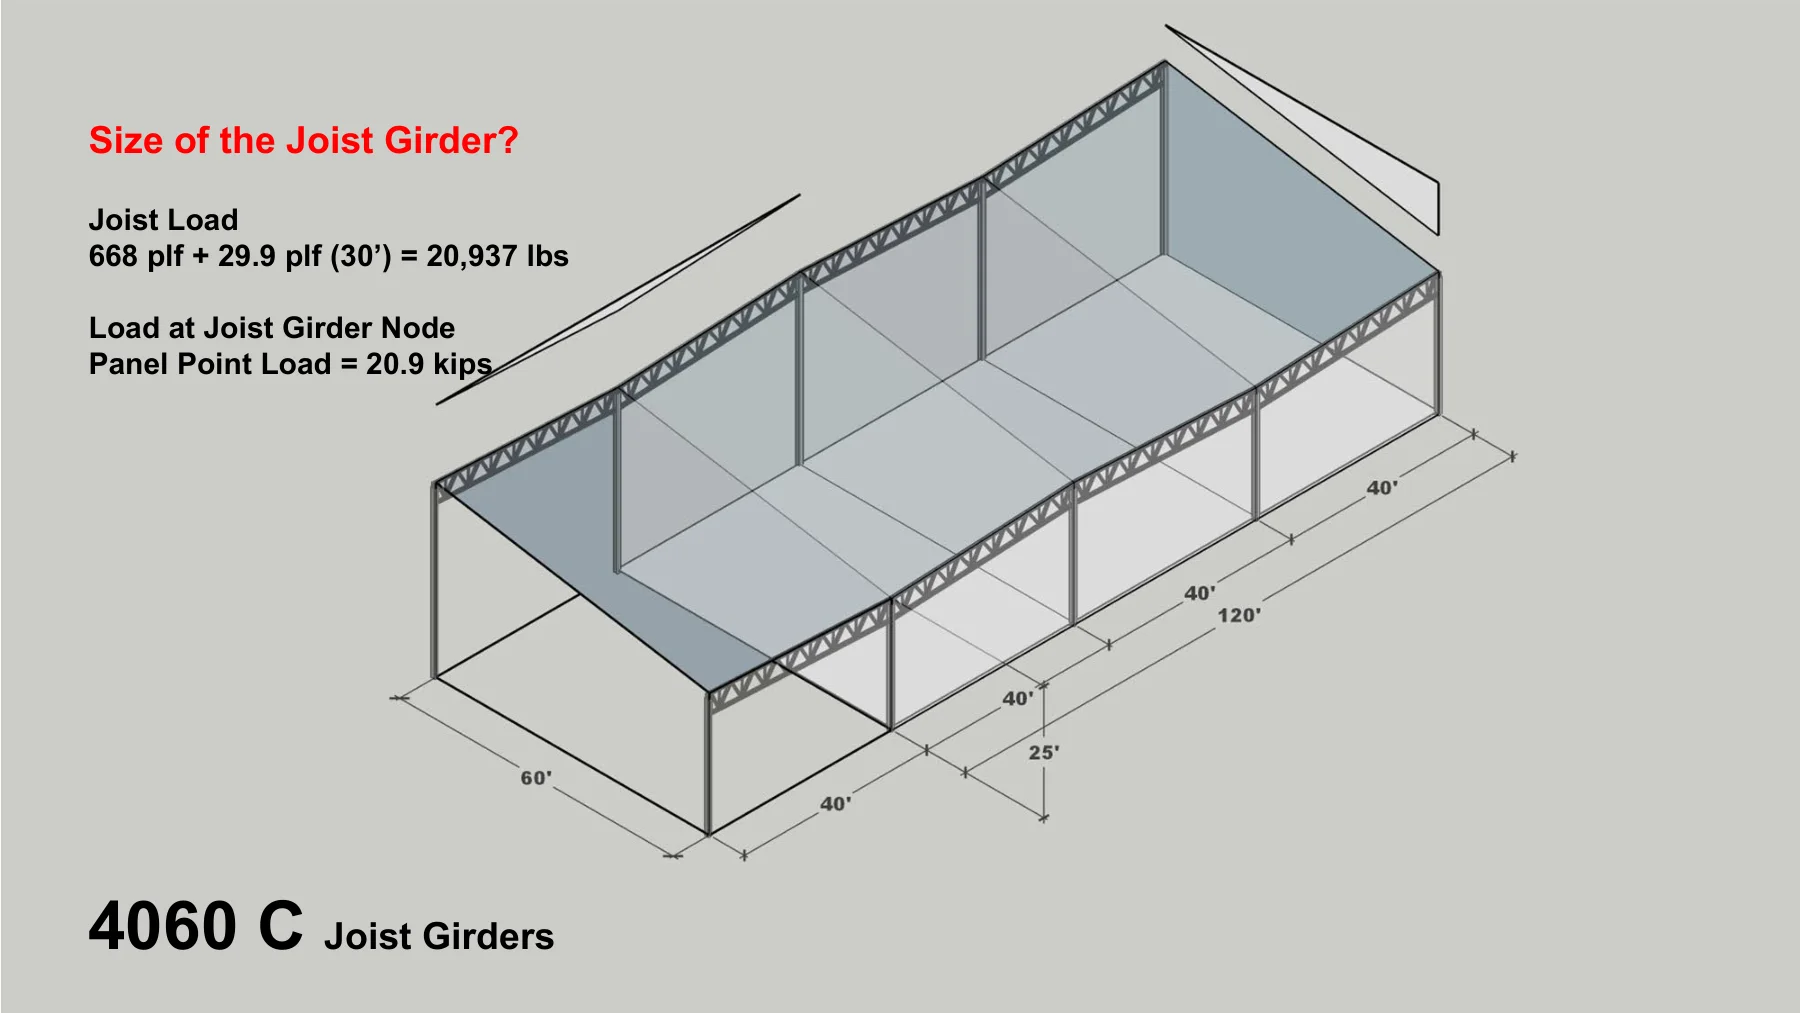 Size of the Joist Girder?
Joist Load
668 plf + 29.9 plf (30’) = 20,937 lbs
Load at Joist Girder Node
Panel Point Load = 20.9 kips
40'
40'
120'
40'
25'
60'
40'
4060 C Joist Girders